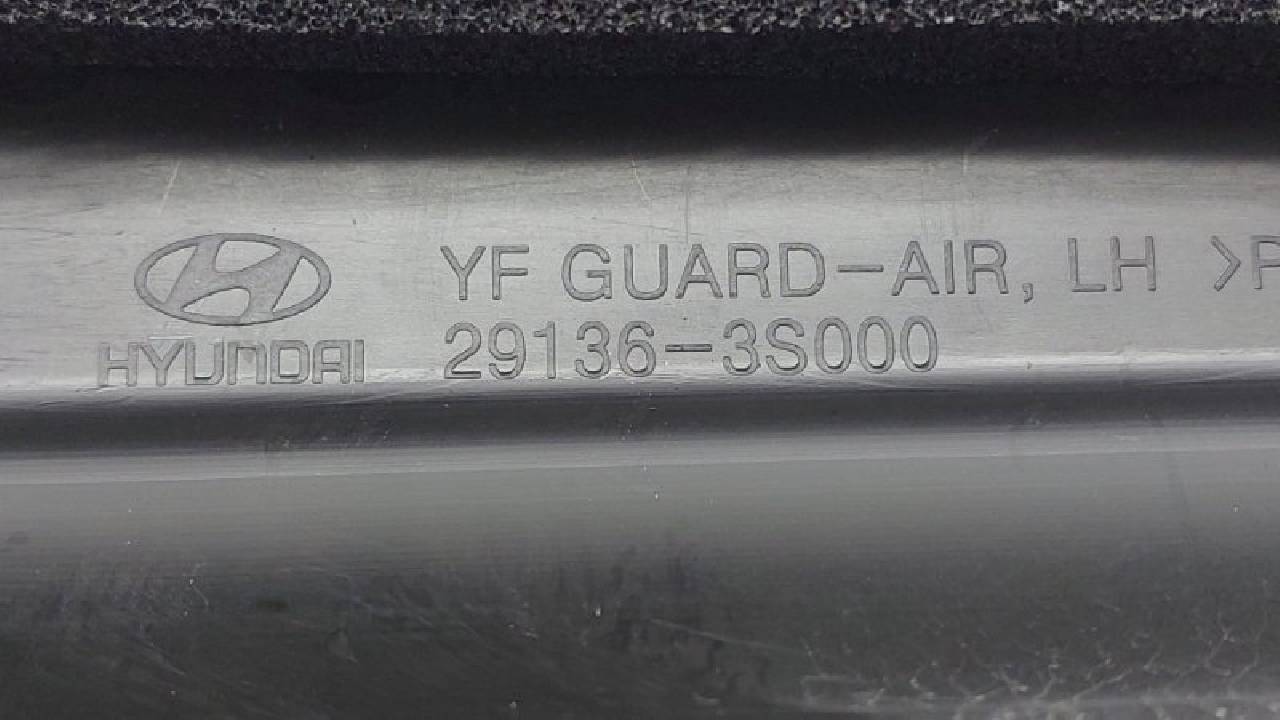 YF GUARD-AIR, LH >P
HYUNDAI 29136-3S000